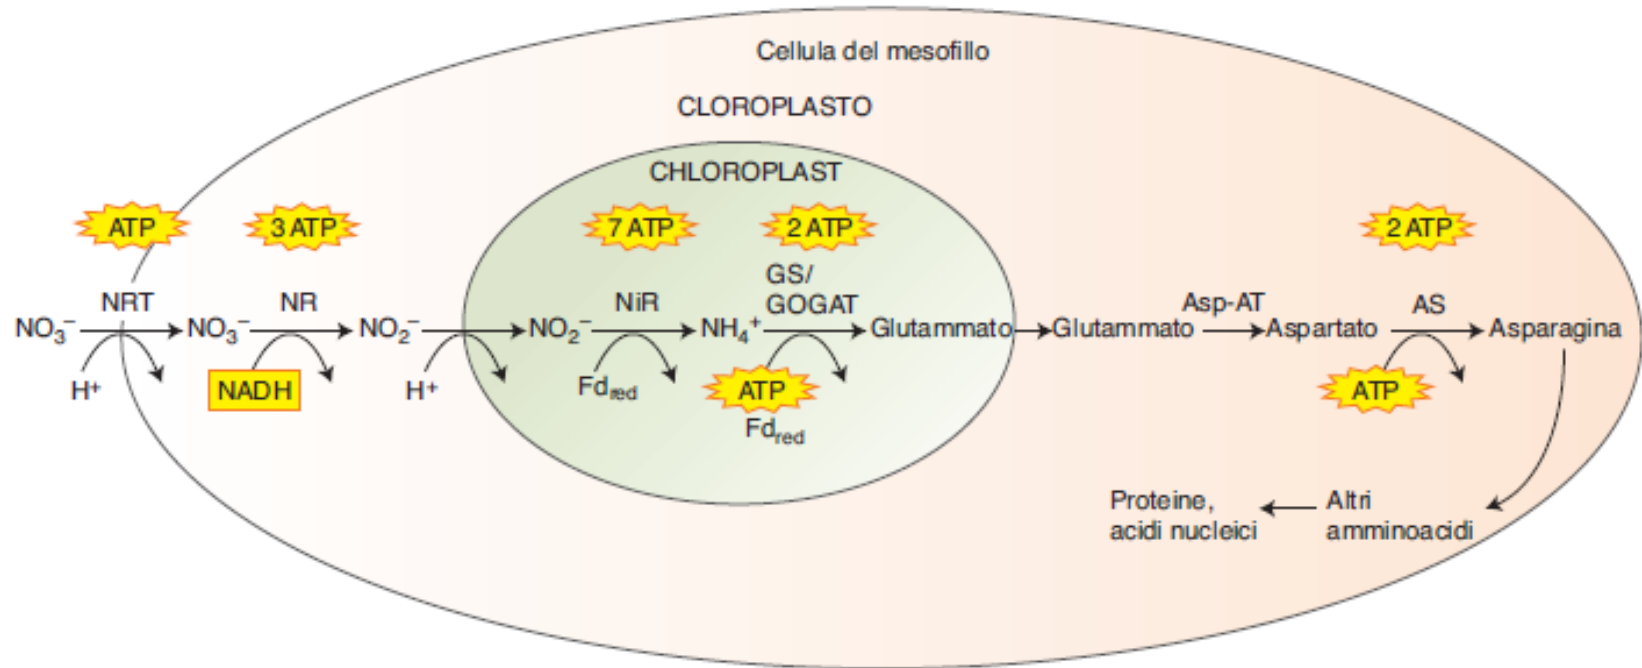 Cellula del mesofillo
CLOROPLASTO
CHLOROPLAST
ATP
3 ATP
7 ATP
2 ATP
2 ATP
NRT
NR
NiR
GS/
GOGAT
Asp-AT
AS
NO₃⁻
NO₃⁻
NO₂⁻
NO₂⁻
NH₄⁺
Glutammato
Glutammato
Aspartato
Asparagina
H⁺
NADH
H⁺
Fd_red
ATP
Fd_red
ATP
Proteine,
acidi nucleici
Altri
amminoacidi